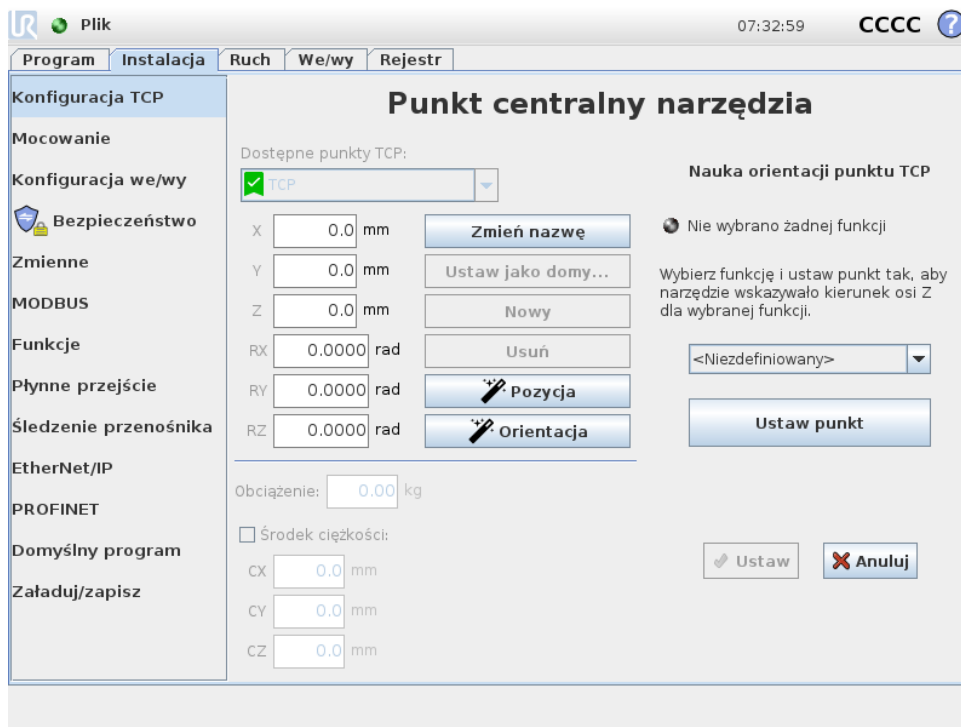 UR Plik 07:32:59 CCCC ?
Program Instalacja Ruch We/wy Rejestr
Konfiguracja TCP
Mocowanie
Konfiguracja we/wy
Bezpieczeństwo
Zmienne
MODBUS
Funkcje
Płynne przejście
Śledzenie przenośnika
EtherNet/IP
PROFINET
Domyślny program
Załaduj/zapisz
Punkt centralny narzędzia
Dostępne punkty TCP:
TCP
X 0.0 mm Zmień nazwę
Y 0.0 mm Ustaw jako domy...
Z 0.0 mm Nowy
RX 0.0000 rad Usuń
RY 0.0000 rad Pozycja
RZ 0.0000 rad Orientacja
Obciążenie: 0.00 kg
Środek ciężkości:
CX 0.0 mm
CY 0.0 mm
CZ 0.0 mm
Nauka orientacji punktu TCP
Nie wybrano żadnej funkcji
Wybierz funkcję i ustaw punkt tak, aby
narzędzie wskazywało kierunek osi Z
dla wybranej funkcji.
<Niezdefiniowany>
Ustaw punkt
Ustaw Anuluj